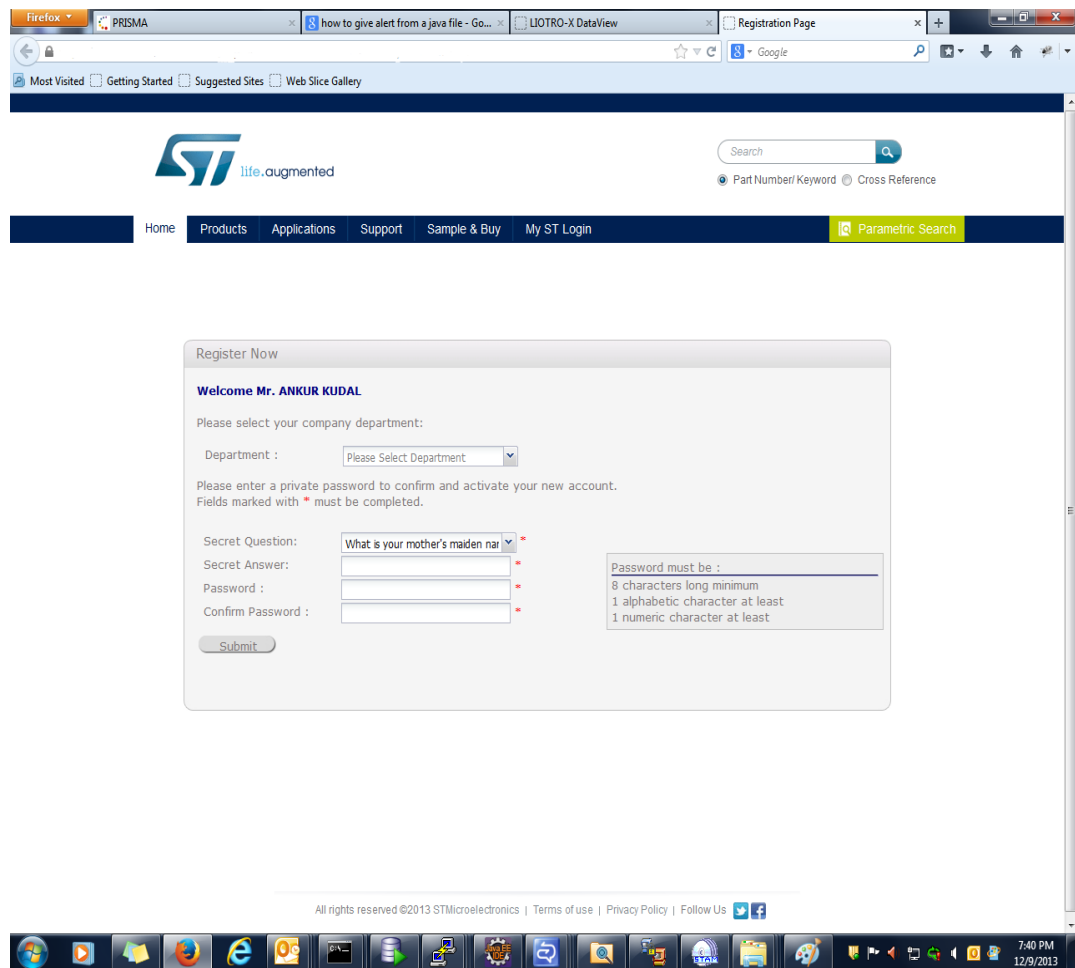 Firefox
PRISMA
how to give alert from a java file - Go...
LIOTRO-X DataView
Registration Page
Google
Most Visited Getting Started Suggested Sites Web Slice Gallery
ST life.augmented
Search
Part Number/ Keyword Cross Reference
Home Products Applications Support Sample & Buy My ST Login Parametric Search
Register Now
Welcome Mr. ANKUR KUDAL
Please select your company department:
Department : Please Select Department
Please enter a private password to confirm and activate your new account.
Fields marked with * must be completed.
Secret Question: What is your mother's maiden nar *
Secret Answer: *
Password : *
Confirm Password : *
Password must be :
8 characters long minimum
1 alphabetic character at least
1 numeric character at least
Submit
All rights reserved ©2013 STMicroelectronics | Terms of use | Privacy Policy | Follow Us
7:40 PM
12/9/2013